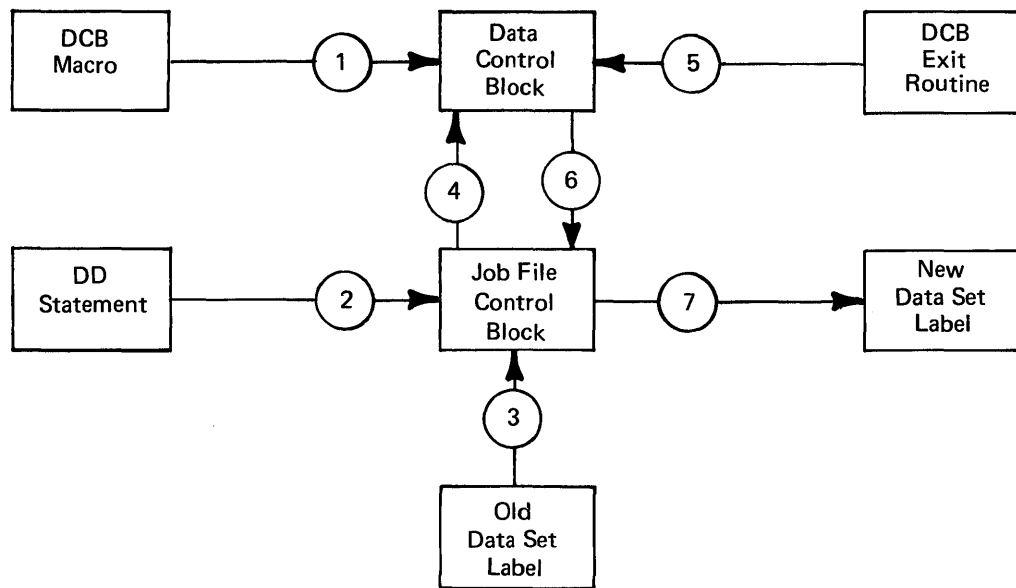 DCB
Macro
1
Data
Control
Block
5
DCB
Exit
Routine
4
6
DD
Statement
2
Job File
Control
Block
7
New
Data Set
Label
3
Old
Data Set
Label